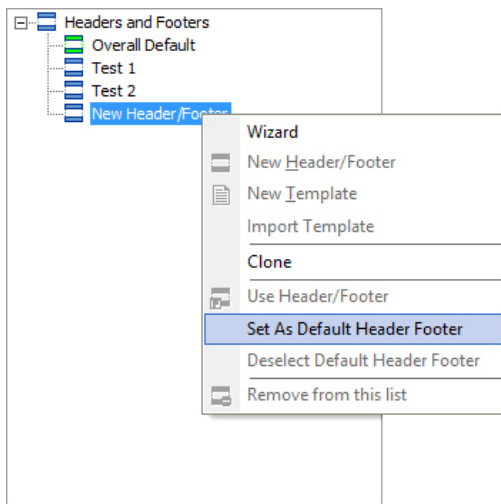 Headers and Footers
Overall Default
Test 1
Test 2
New Header/Footer
Wizard
New Header/Footer
New Template
Import Template
Clone
Use Header/Footer
Set As Default Header Footer
Deselect Default Header Footer
Remove from this list